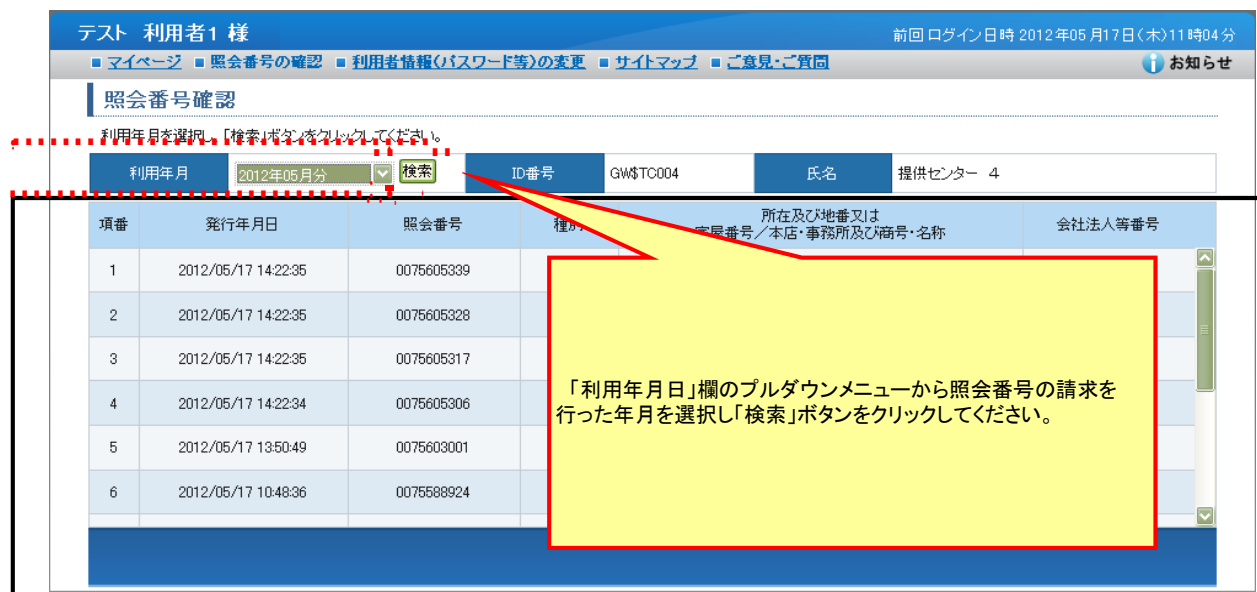 テスト 利用者1 様
前回ログイン日時 2012年05月17日(木)11時04分
■ マイページ ■ 照会番号の確認 ■ 利用者情報(パスワード等)の変更 ■ サイトマップ ■ ご意見・ご質問
お知らせ
照会番号確認
利用年月を選択し、「検索」ボタンをクリックしてください。
利用年月 2012年05月分 検索 ID番号 GW$TC004 氏名 提供センター 4
項番 発行年月日 照会番号 種別 所在及び地番又は 会社法人等番号
家屋番号/本店・事務所及び商号・名称
1 2012/05/17 14:22:35 0075605339
2 2012/05/17 14:22:35 0075605328
3 2012/05/17 14:22:35 0075605317
4 2012/05/17 14:22:34 0075605306
5 2012/05/17 13:50:49 0075603001
6 2012/05/17 10:48:36 0075588924
「利用年月日」欄のプルダウンメニューから照会番号の請求を
行った年月を選択し「検索」ボタンをクリックしてください。